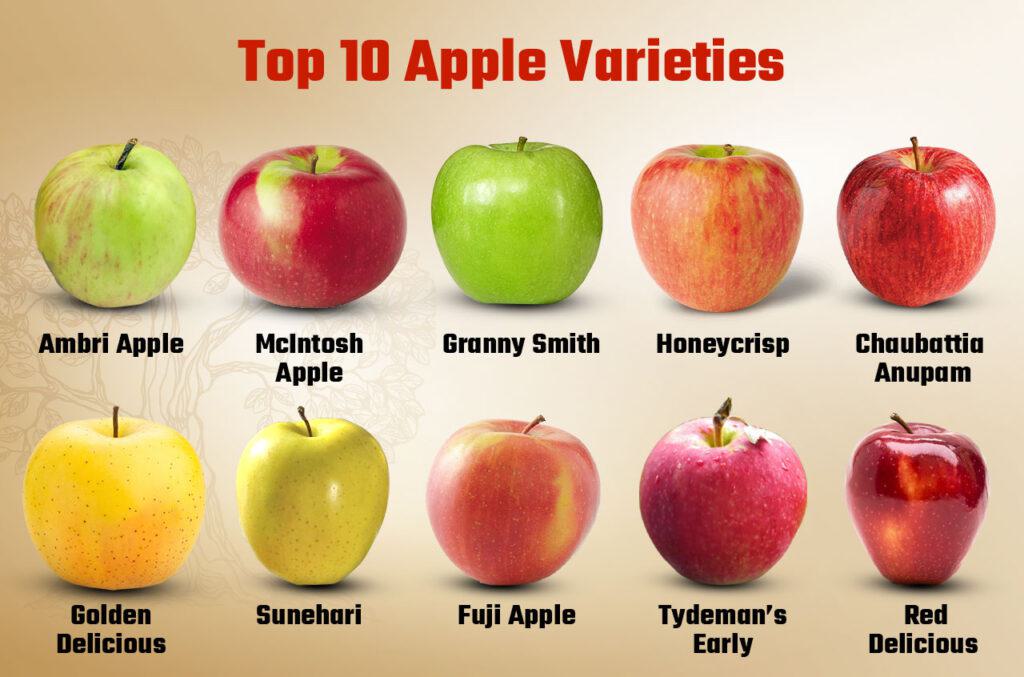 Top 10 Apple Varieties
Ambri Apple
McIntosh
Apple
Granny Smith
Honeycrisp
Chaubattia
Anupam
Golden
Delicious
Sunehari
Fuji Apple
Tydeman’s
Early
Red
Delicious